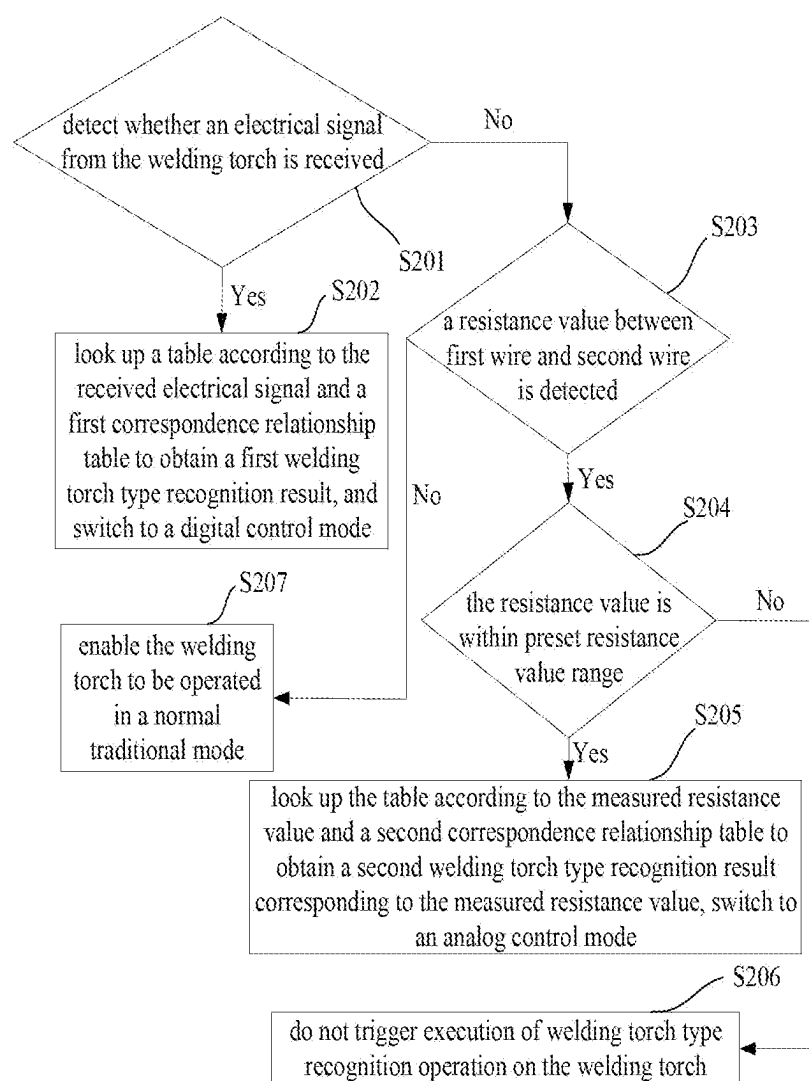 detect whether an electrical signal
from the welding torch is received
No
S201
Yes
S202
look up a table according to the
received electrical signal and a
first correspondence relationship
table to obtain a first welding
torch type recognition result, and
switch to a digital control mode
S203
a resistance value between
first wire and second wire
is detected
No
Yes
S204
the resistance value is
within preset resistance
value range
No
S207
enable the welding
torch to be operated
in a normal
traditional mode
Yes
S205
look up the table according to the measured resistance
value and a second correspondence relationship table to
obtain a second welding torch type recognition result
corresponding to the measured resistance value, switch to
an analog control mode
S206
do not trigger execution of welding torch type
recognition operation on the welding torch